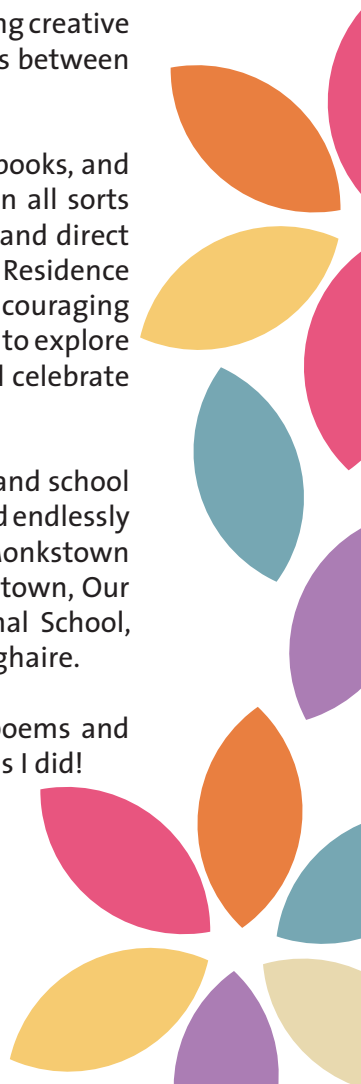 ng creative
s between
books, and
n all sorts
and direct
Residence
couraging
to explore
l celebrate
and school
d endlessly
Monkstown
town, Our
nal School,
ghaire.
poems and
s I did!